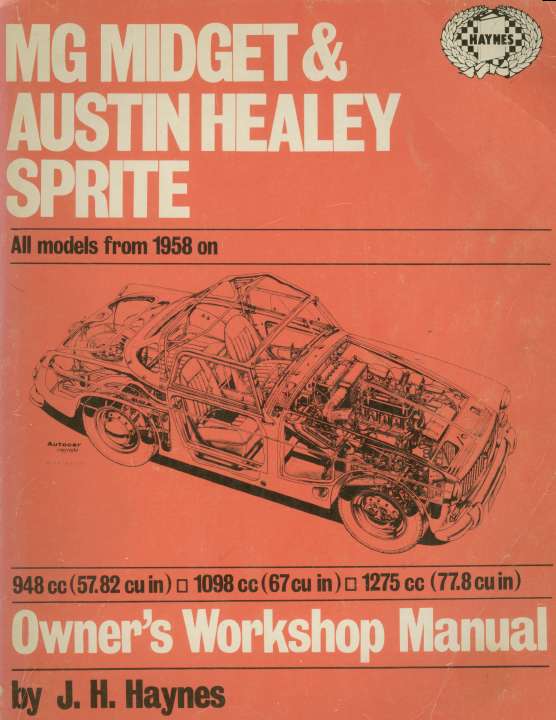 HAYNES
MG MIDGET &
AUSTIN HEALEY
SPRITE
All models from 1958 on
Autocar
948 cc (57.82 cu in) □ 1098 cc (67 cu in) □ 1275 cc (77.8 cu in)
Owner's Workshop Manual
by J. H. Haynes